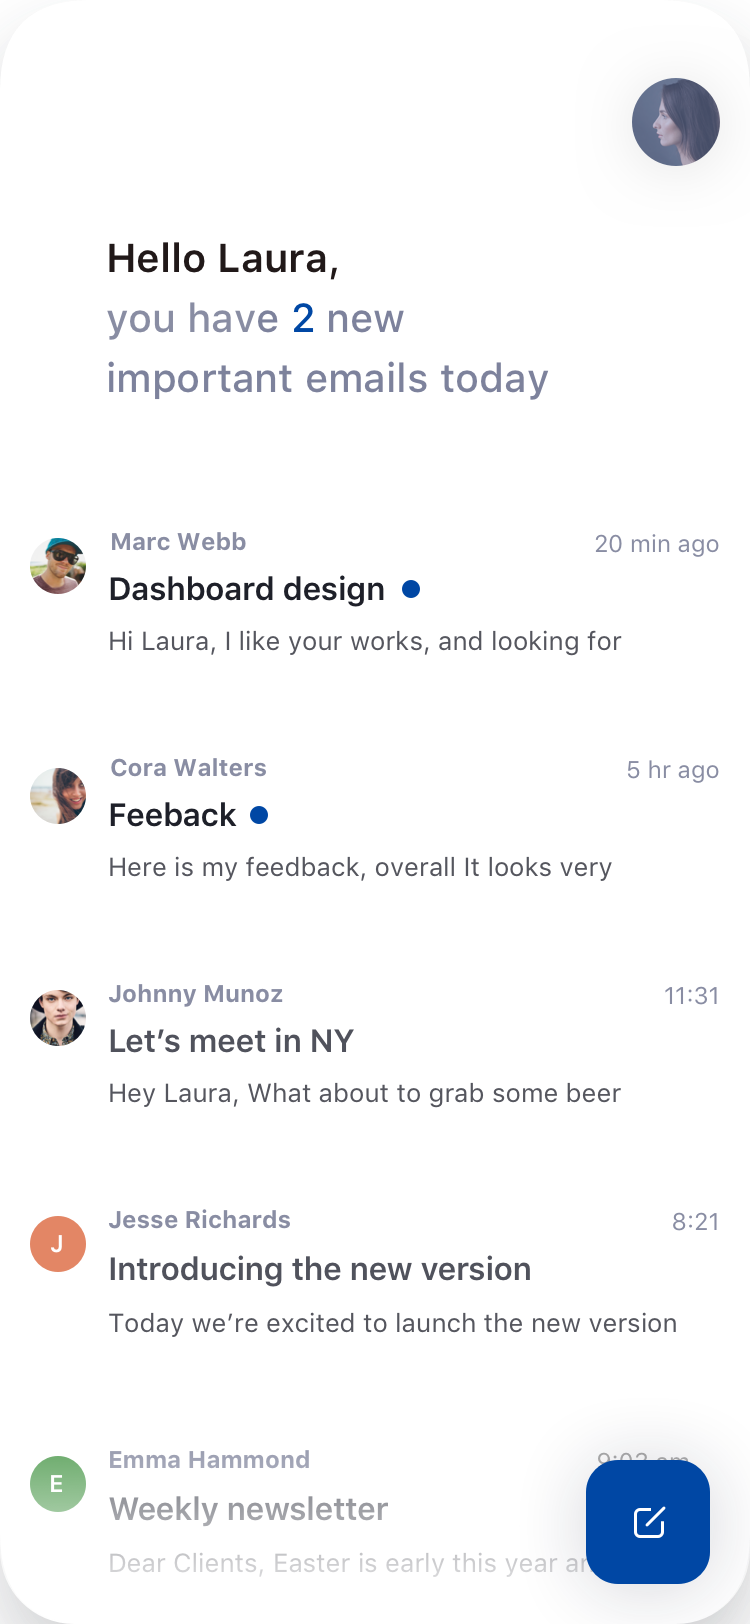 Hello Laura,
you have 2 new
important emails today
Marc Webb
20 min ago
Dashboard design
Hi Laura, I like your works, and looking for
Cora Walters
5 hr ago
Feeback
Here is my feedback, overall It looks very
Johnny Munoz
11:31
Let’s meet in NY
Hey Laura, What about to grab some beer
J
Jesse Richards
8:21
Introducing the new version
Today we’re excited to launch the new version
E
Emma Hammond
Weekly newsletter
Dear Clients, Easter is early this year